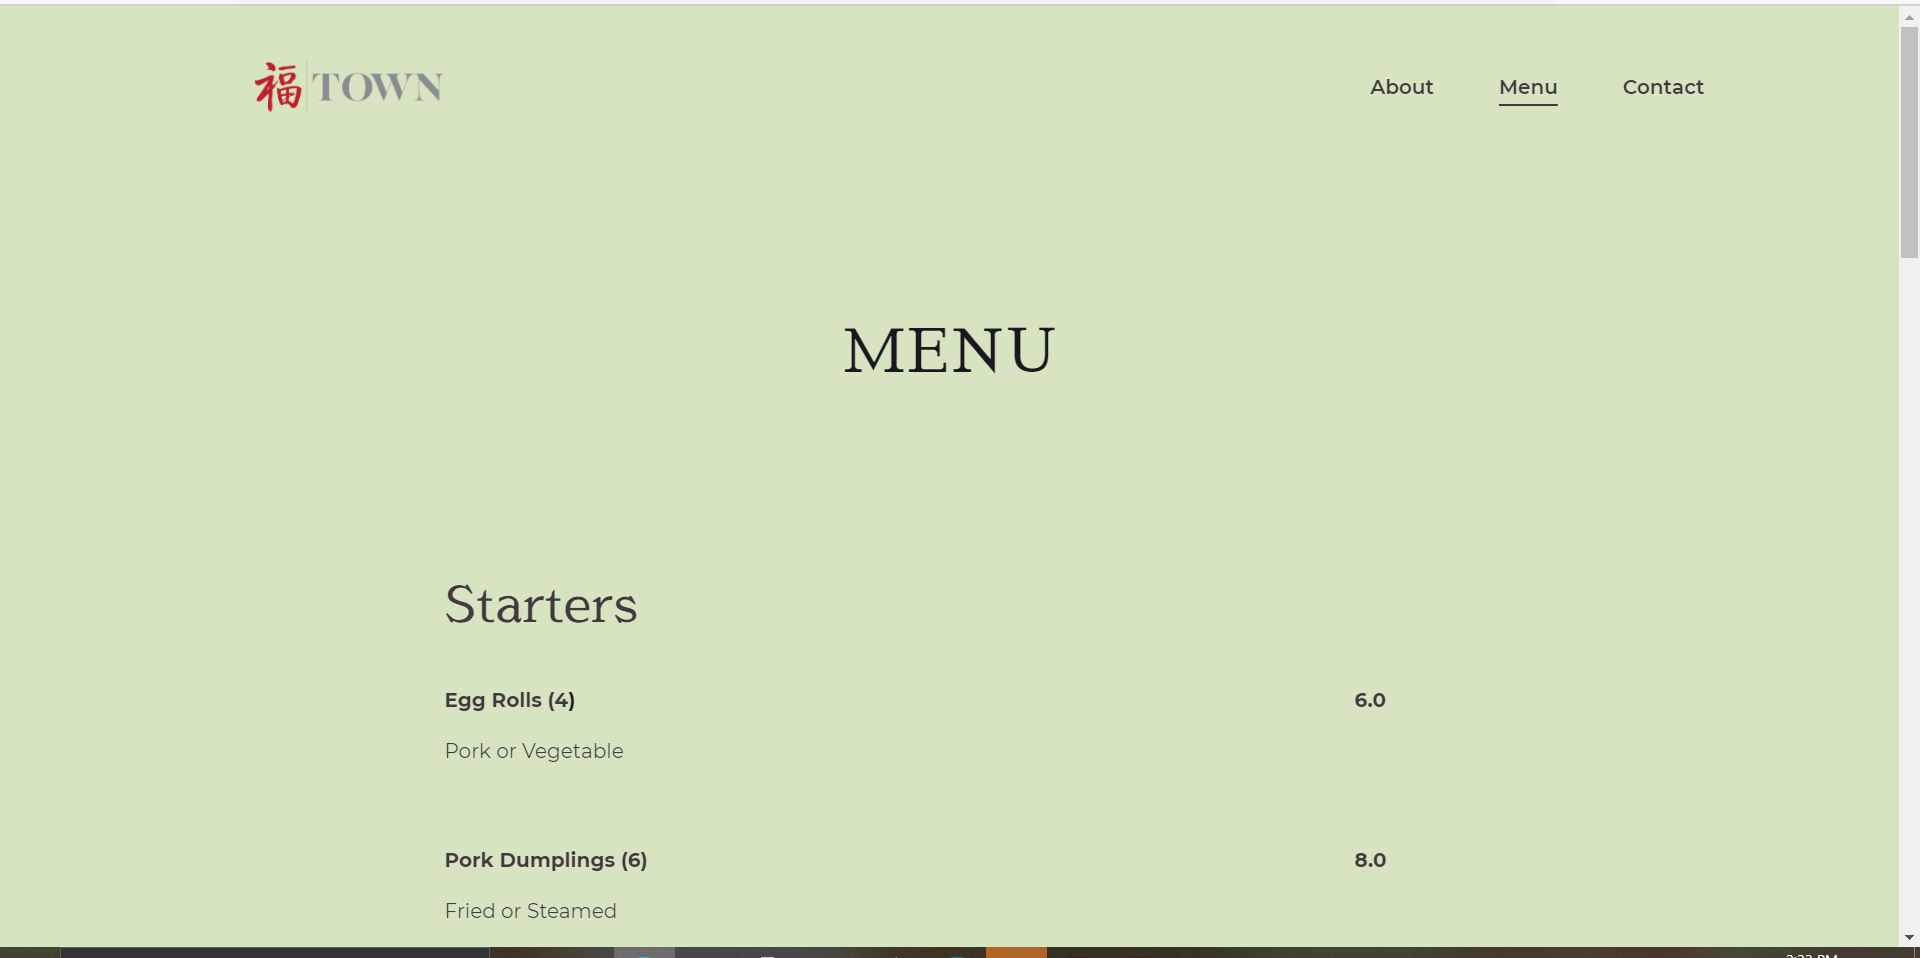 福 TOWN
About Menu Contact
MENU
Starters
Egg Rolls (4) 6.0
Pork or Vegetable
Pork Dumplings (6) 8.0
Fried or Steamed